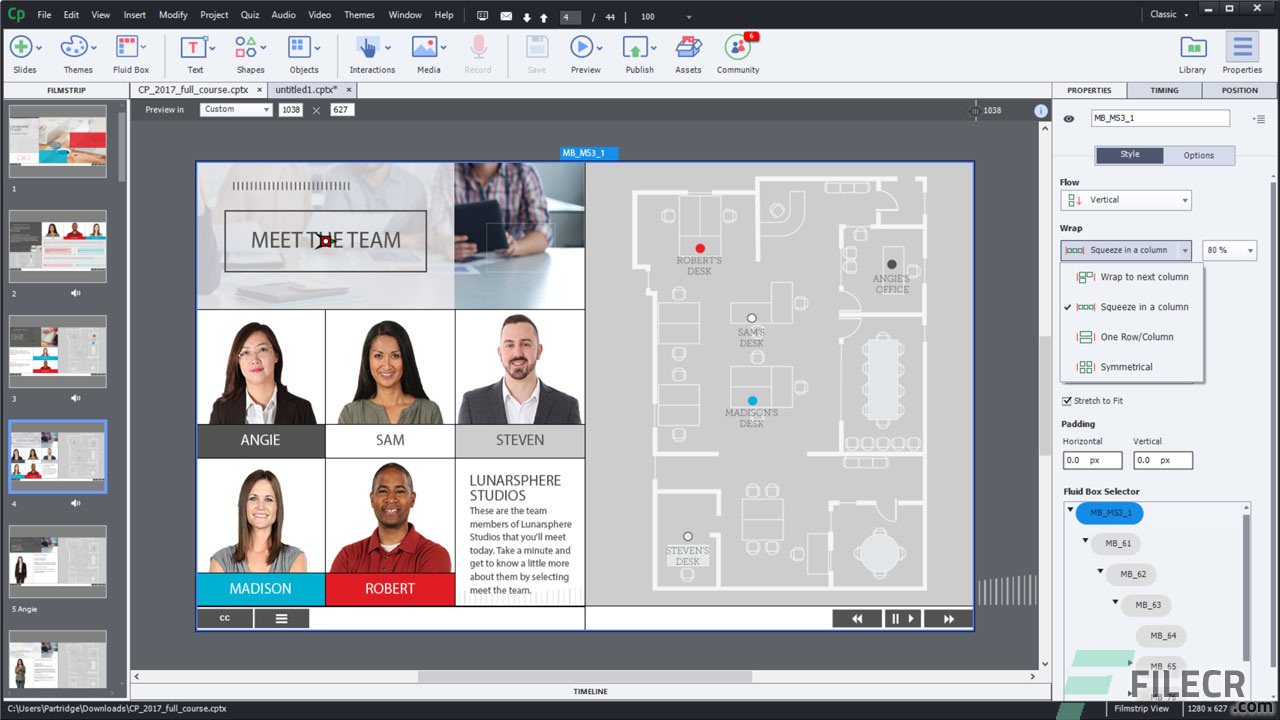 Cp File Edit View Insert Modify Project Quiz Audio Video Themes Window Help 4 / 44 100 Classic
Slides Themes Fluid Box Text Shapes Objects Interactions Media Record Save Preview Publish Assets 6 Community Library Properties
FILMSTRIP
CP_2017_full_course.cptx × untitled1.cptx* ×
PROPERTIES TIMING POSITION
Preview in Custom 1038 × 627 1038
MB_MS3_1
MEET THE TEAM
ANGIE SAM STEVEN
MADISON ROBERT
LUNARSPHERE
STUDIOS
These are the team
members of Lunarsphere
Studios that you'll meet
today. Take a minute and
get to know a little more
about them by selecting
meet the team.
CC
ROBERT'S
DESK
ANGIE'S
OFFICE
SAM'S
DESK
MADISON'S
DESK
STEVEN'S
DESK
1
2
3
4
5 Angie
MB_MS3_1
Style Options
Flow
Vertical
Wrap
Squeeze in a column 80 %
Wrap to next column
Squeeze in a column
One Row/Column
Symmetrical
Stretch to Fit
Padding
Horizontal Vertical
0.0 px 0.0 px
Fluid Box Selector
MB_MS3_1
MB_61
MB_62
MB_63
MB_64
MB_65
TIMELINE
C:\Users\Partridge\Downloads\CP_2017_full_course.cptx
Filmstrip View 1280 x 627
FILECR
.com